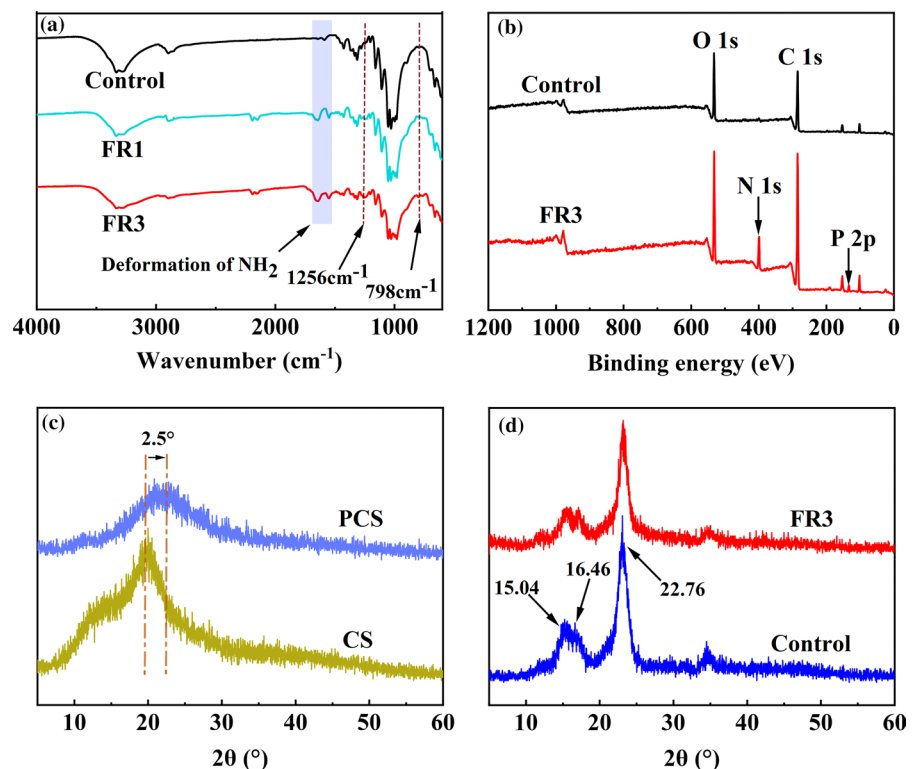 (a)
Control
FR1
FR3
Deformation of NH₂
1256cm⁻¹
798cm⁻¹
4000 3000 2000 1000
Wavenumber (cm⁻¹)
(b)
O 1s
C 1s
Control
N 1s
FR3
P 2p
1200 1000 800 600 400 200 0
Binding energy (eV)
(c)
2.5°
PCS
CS
10 20 30 40 50 60
2θ (°)
(d)
FR3
15.04
16.46
22.76
Control
10 20 30 40 50 60
2θ (°)